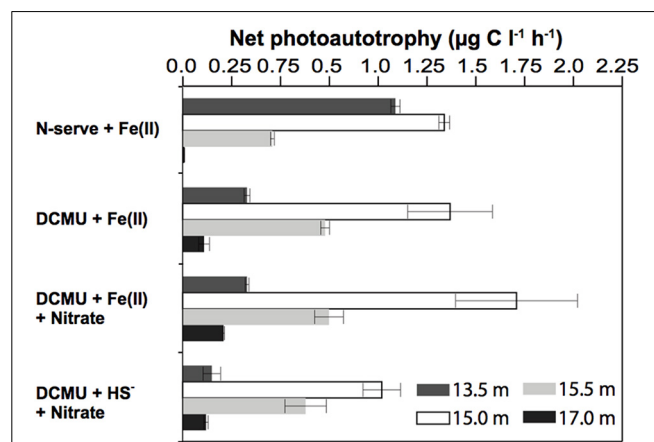 Net photoautotrophy (µg C l⁻¹ h⁻¹)
0.0 0.25 0.75 0.5 1.0 1.25 1.75 2.0 2.25
N-serve + Fe(II)
DCMU + Fe(II)
DCMU + Fe(II)
+ Nitrate
DCMU + HS⁻
+ Nitrate
13.5 m
15.5 m
15.0 m
17.0 m